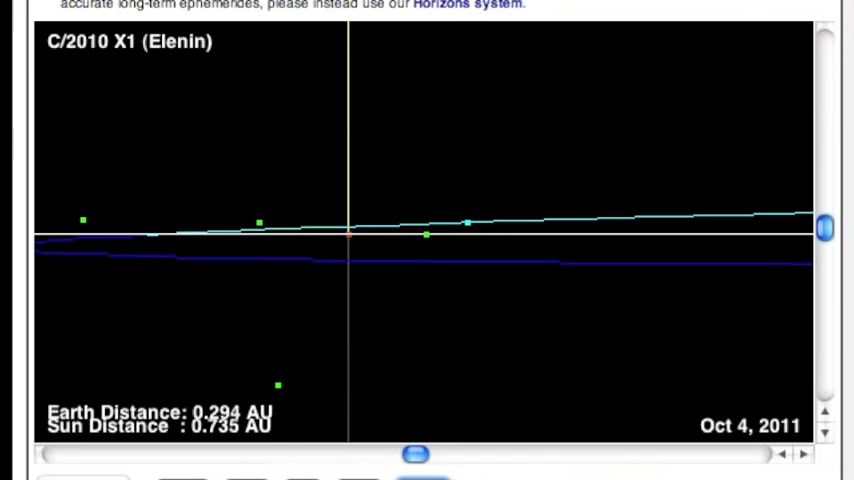 accurate long-term ephemerides, please instead use our Horizons system.
C/2010 X1 (Elenin)
Earth Distance: 0.294 AU
Sun Distance : 0.735 AU
Oct 4, 2011